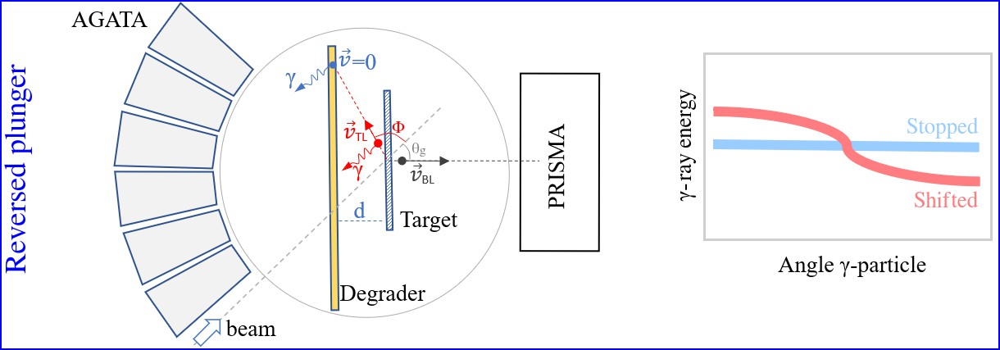 Reversed plunger
AGATA
γ
v⃗=0
v⃗TL
Φ
γ
θg
v⃗BL
d
Target
Degrader
beam
PRISMA
γ-ray energy
Stopped
Shifted
Angle γ-particle